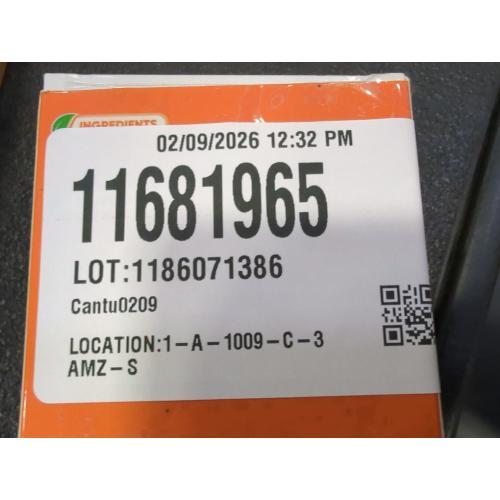 INGREDIENTS
02/09/2026 12:32 PM
11681965
LOT:1186071386
Cantu0209
LOCATION:1-A-1009-C-3
AMZ-S